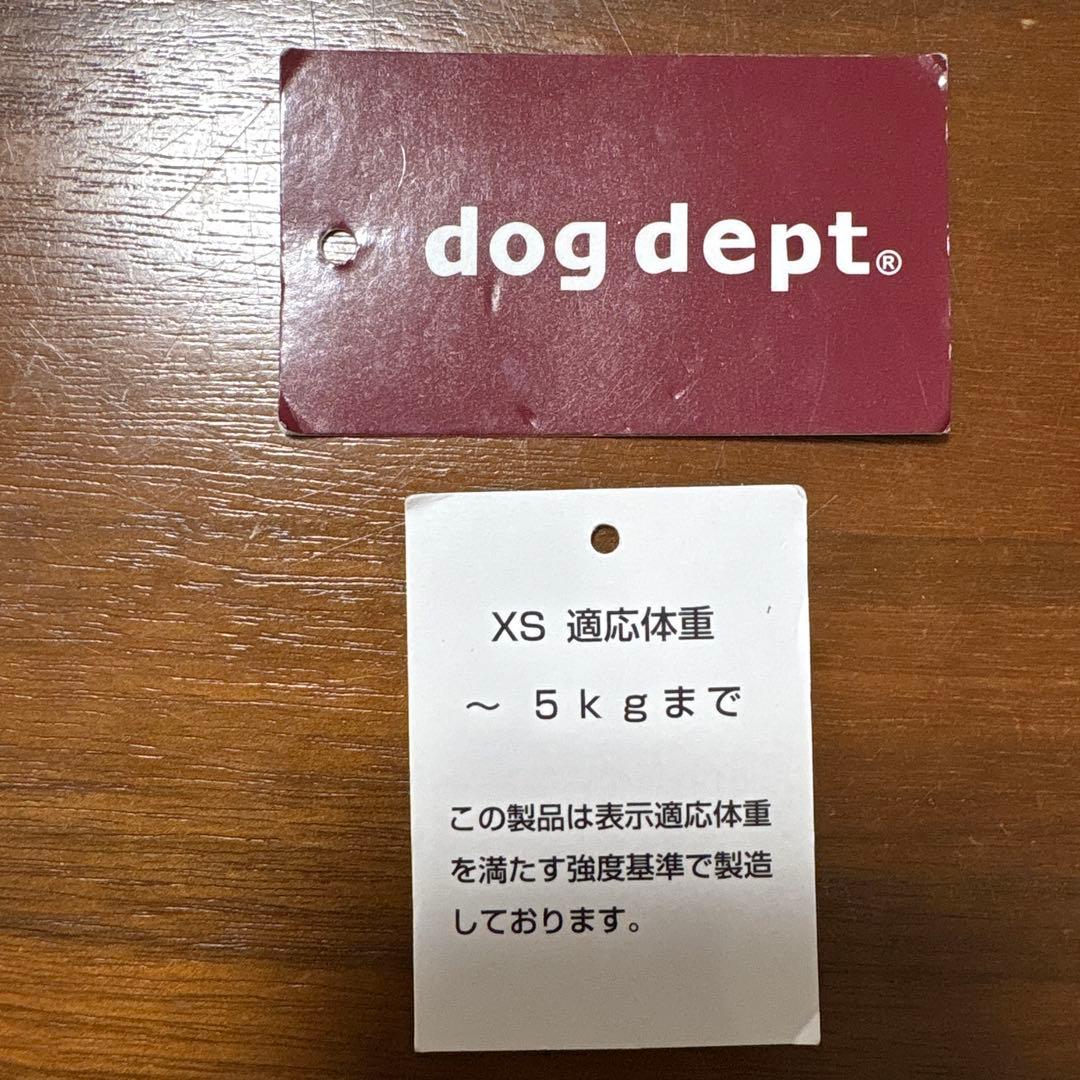 dog dept®
XS 適応体重
～ 5kgまで
この製品は表示適応体重
を満たす強度基準で製造
しております。